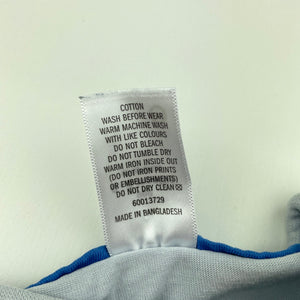 COTTON
WASH BEFORE WEAR
WARM MACHINE WASH
WITH LIKE COLOURS
DO NOT BLEACH
DO NOT TUMBLE DRY
WARM IRON INSIDE OUT
(DO NOT IRON PRINTS
OR EMBELLISHMENTS)
DO NOT DRY CLEAN
60013729
MADE IN BANGLADESH